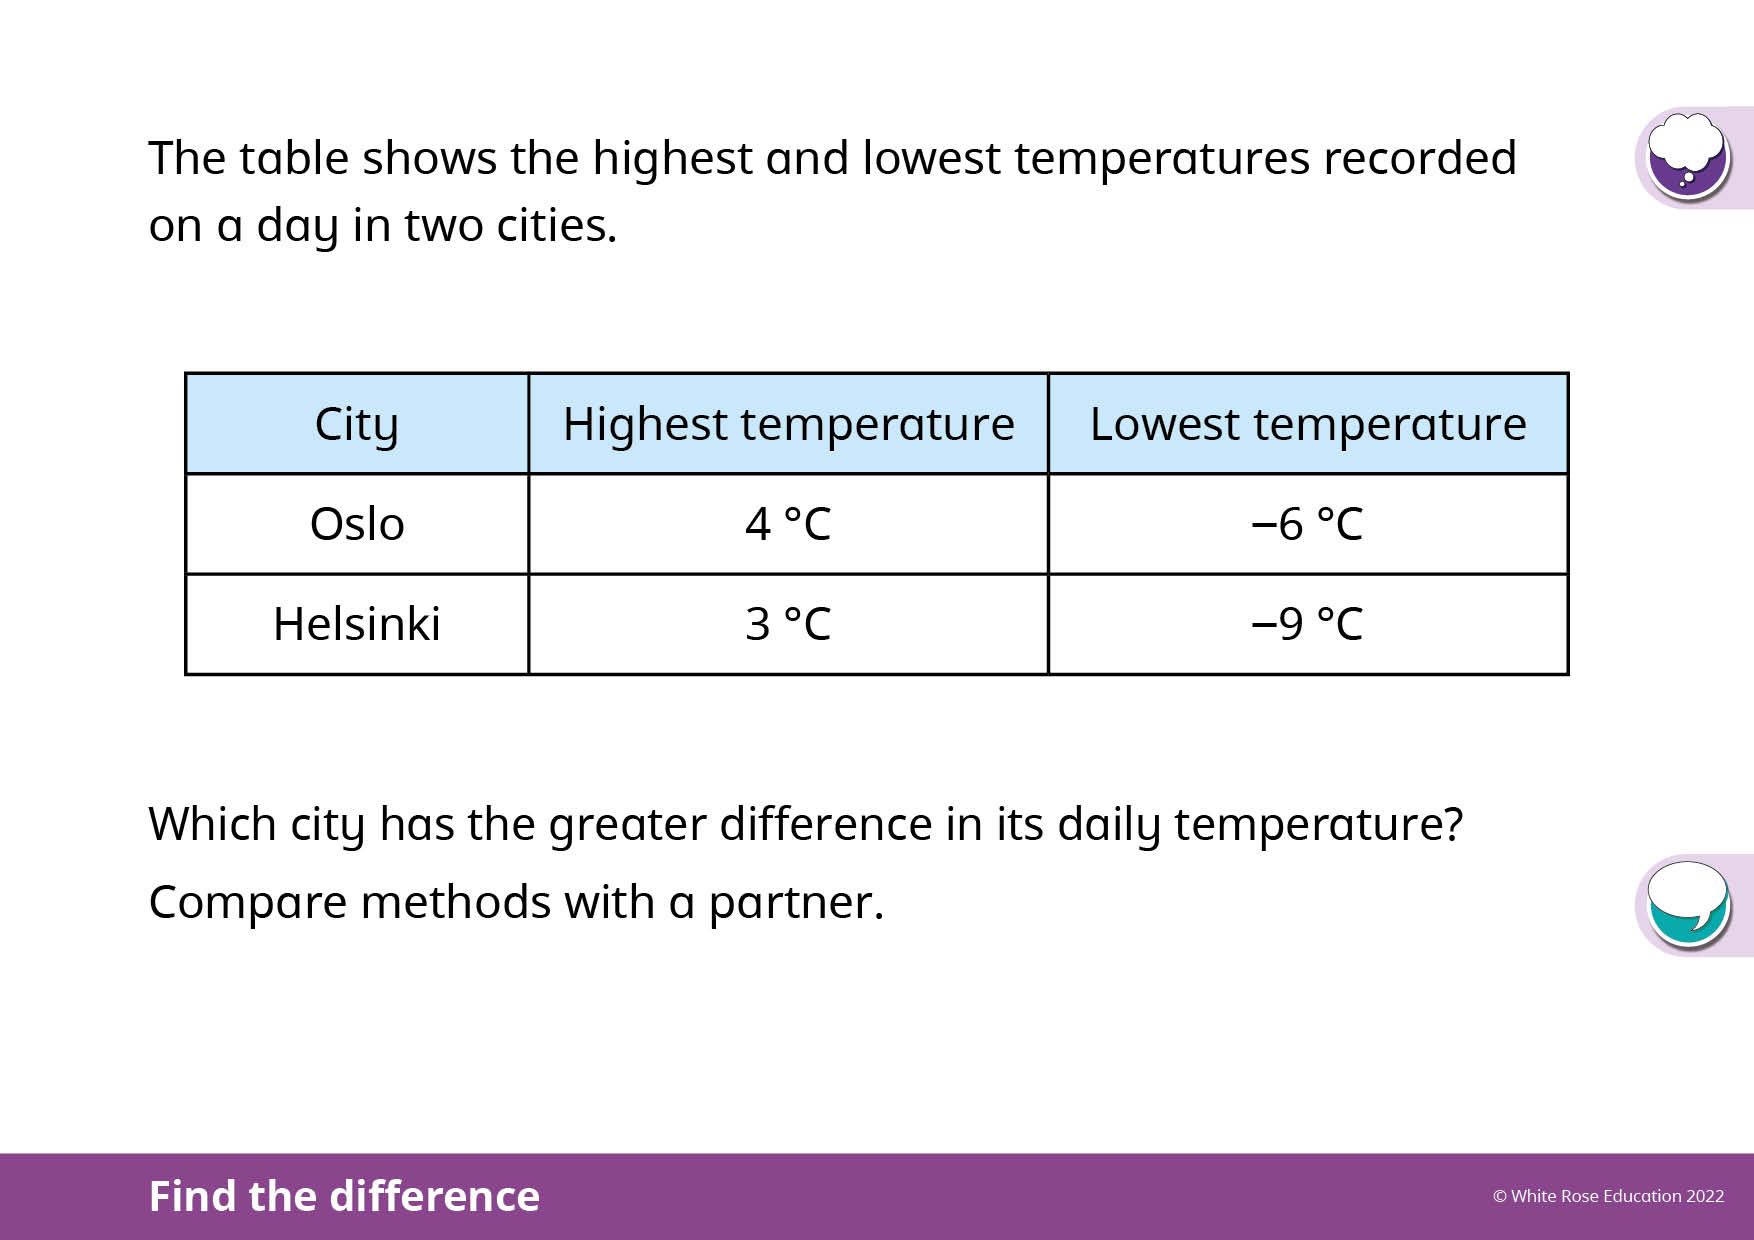 The table shows the highest and lowest temperatures recorded
on a day in two cities.
City Highest temperature Lowest temperature
Oslo 4 °C –6 °C
Helsinki 3 °C –9 °C
Which city has the greater difference in its daily temperature?
Compare methods with a partner.
Find the difference
© White Rose Education 2022